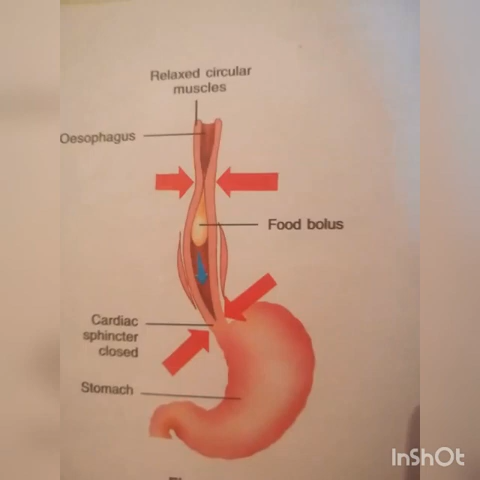 Relaxed circular
muscles
Oesophagus
Food bolus
Cardiac
sphincter
closed
Stomach
InShOt